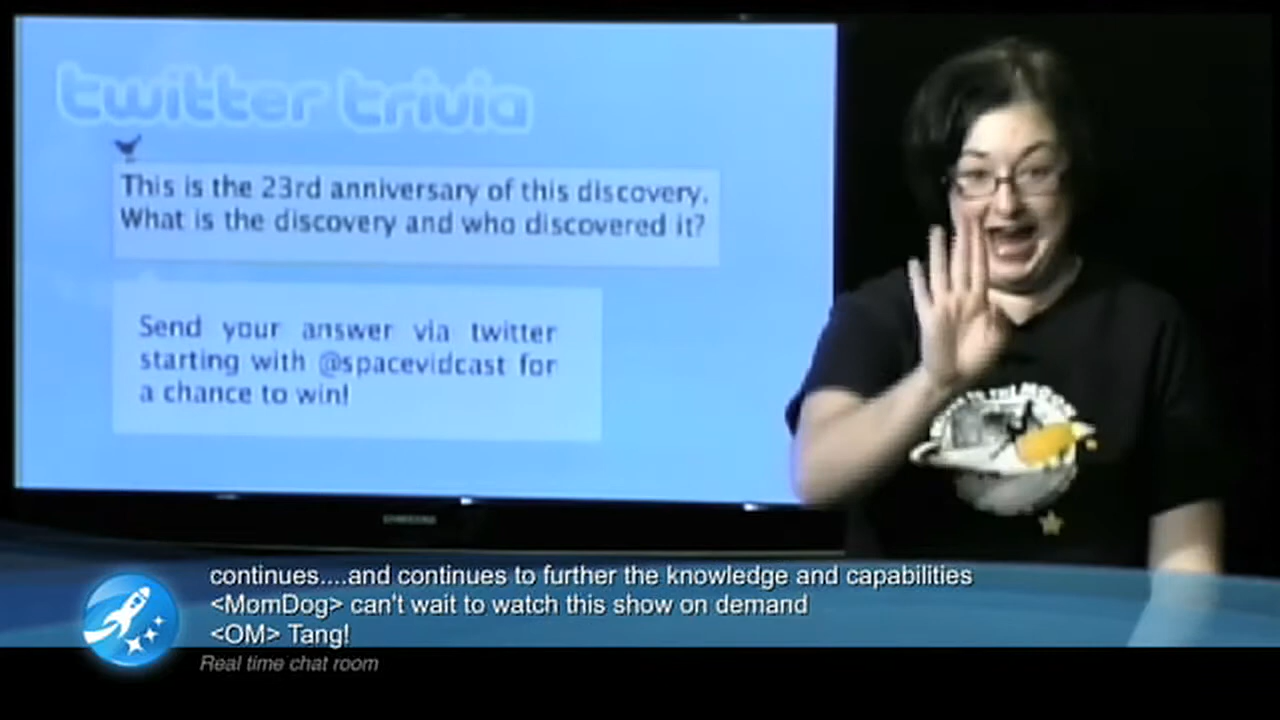 twitter trivia
This is the 23rd anniversary of this discovery.
What is the discovery and who discovered it?
Send your answer via twitter
starting with @spacevidcast for
a chance to win!
SAMSUNG
continues....and continues to further the knowledge and capabilities
<MomDog> can't wait to watch this show on demand
<OM> Tang!
Real time chat room